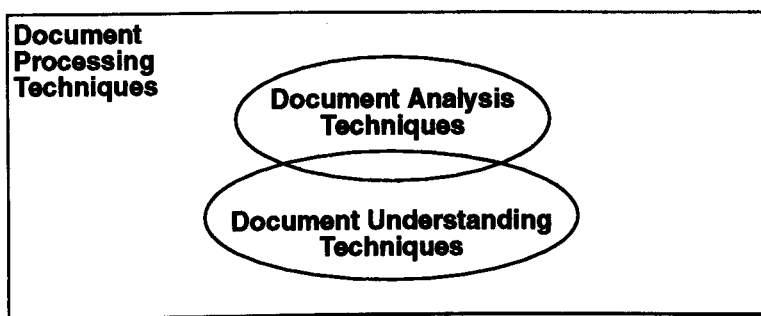 Document
Processing
Techniques
Document Analysis
Techniques
Document Understanding
Techniques